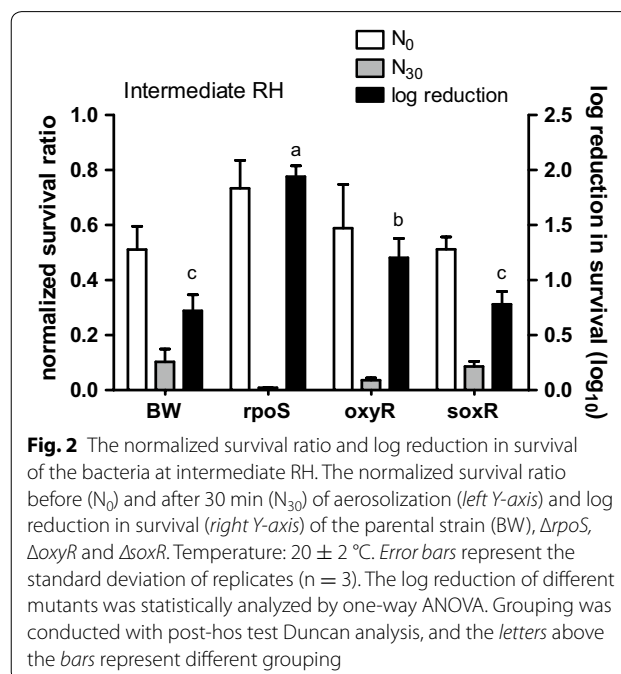 N₀
N₃₀
log reduction
Intermediate RH
normalized survival ratio
1.0
0.8
0.6
0.4
0.2
0.0
c
a
b
c
2.5
2.0
1.5
1.0
0.5
0.0
log reduction in survival (log₁₀)
BW rpoS oxyR soxR
Fig. 2 The normalized survival ratio and log reduction in survival
of the bacteria at intermediate RH. The normalized survival ratio
before (N₀) and after 30 min (N₃₀) of aerosolization (left Y-axis) and log
reduction in survival (right Y-axis) of the parental strain (BW), ΔrpoS,
ΔoxyR and ΔsoxR. Temperature: 20 ± 2 °C. Error bars represent the
standard deviation of replicates (n = 3). The log reduction of different
mutants was statistically analyzed by one-way ANOVA. Grouping was
conducted with post-hos test Duncan analysis, and the letters above
the bars represent different grouping